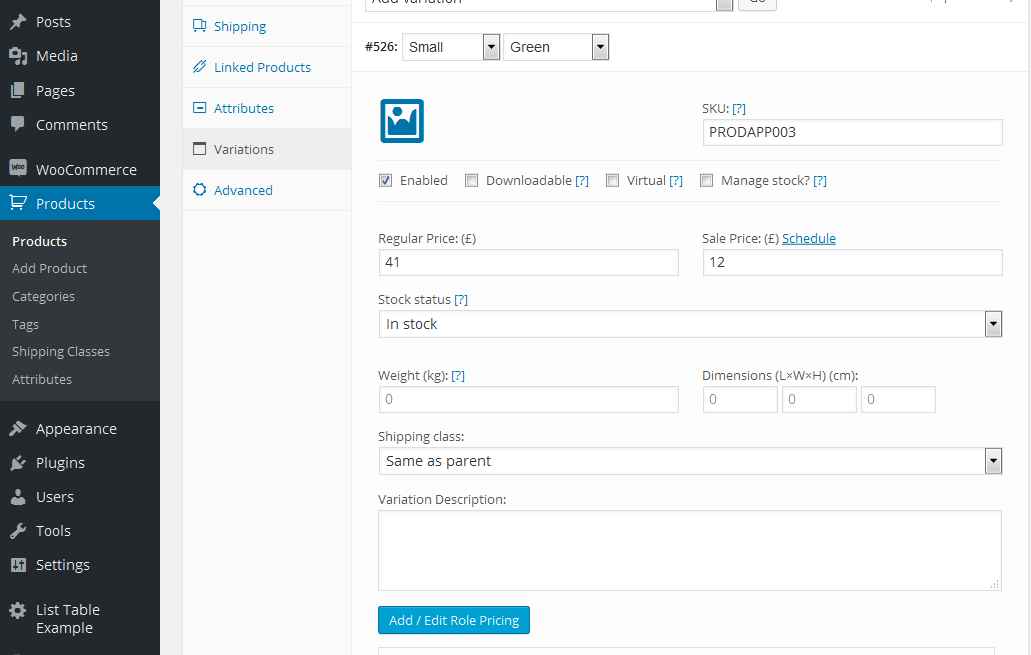 Posts
Media
Pages
Comments
WooCommerce
Products
Products
Add Product
Categories
Tags
Shipping Classes
Attributes
Appearance
Plugins
Users
Tools
Settings
List Table
Example
Shipping
Linked Products
Attributes
Variations
Advanced
Add variation
Go
#526: Small Green
SKU: [?]
PRODAPP003
Enabled Downloadable [?] Virtual [?] Manage stock? [?]
Regular Price: (£) Sale Price: (£) Schedule
41 12
Stock status [?]
In stock
Weight (kg): [?] Dimensions (L×W×H) (cm):
0 0 0 0
Shipping class:
Same as parent
Variation Description:
Add / Edit Role Pricing